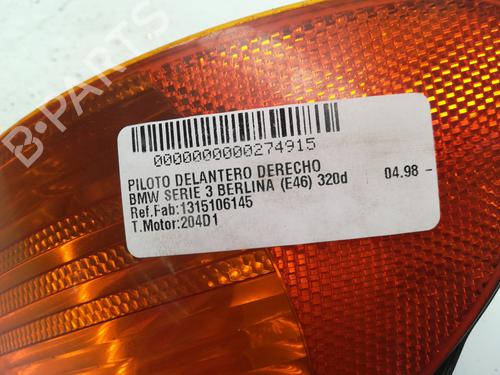 B-PARTS
0000000000274915
PILOTO DELANTERO DERECHO
BMW SERIE 3 BERLINA (E46) 320d 04.98 -
Ref.Fab:1315106145
T.Motor:204D1